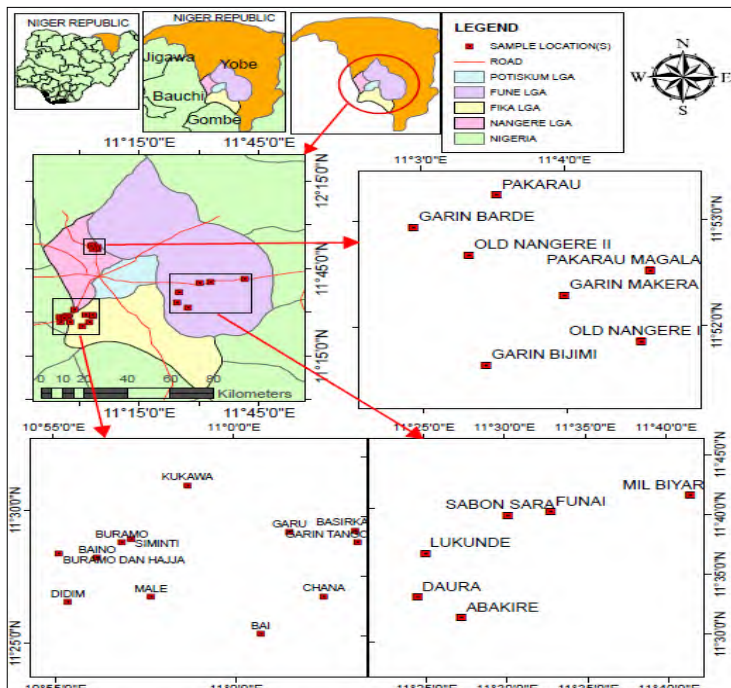 NIGER REPUBLIC
NIGER REPUBLIC
Jigawa
Yobe
Bauchi
Gombe
LEGEND
SAMPLE LOCATION(S)
ROAD
POTISKUM LGA
FUNE LGA
FIKA LGA
NANGERE LGA
NIGERIA
N
W E
S
11°15'0"E 11°45'0"E
12°15'0"N
11°45'0"N
11°15'0"N
0 10 20 40 60 80
Kilometers
11°15'0"E 11°45'0"E
11°3'0"E 11°4'0"E
PAKARAU
GARIN BARDE
OLD NANGERE II
PAKARAU MAGALA
GARIN MAKERA
OLD NANGERE I
GARIN BIJIMI
11°53'0"N
11°52'0"N
10°55'0"E 11°0'0"E
11°30'0"N
11°25'0"N
KUKAWA
BURAMO
SIMINTI
BAINO
BURAMO DAN HAJJA
GARU
BASIRKA
GARIN TANGO
DIDIM
MALE
CHANA
BAI
11°25'0"E 11°30'0"E 11°35'0"E 11°40'0"E
11°45'0"N
11°40'0"N
11°35'0"N
11°30'0"N
MIL BIYAR
SABON SARA
FUNAI
LUKUNDE
DAURA
ABAKIRE